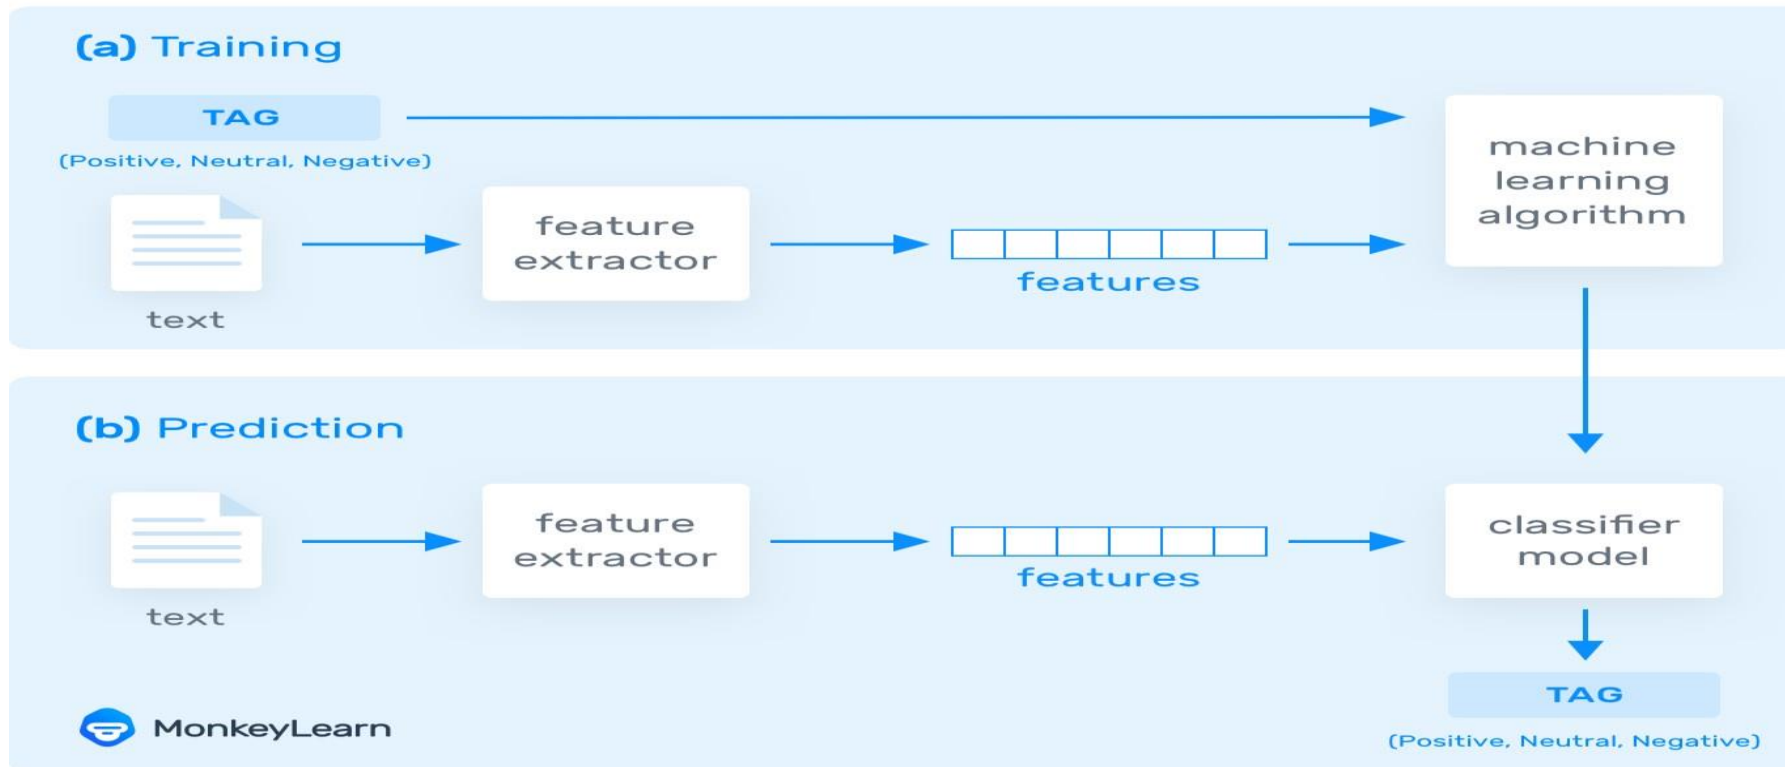 (a) Training
TAG
(Positive, Neutral, Negative)
text
feature
extractor
features
machine
learning
algorithm
(b) Prediction
text
feature
extractor
features
classifier
model
TAG
(Positive, Neutral, Negative)
MonkeyLearn